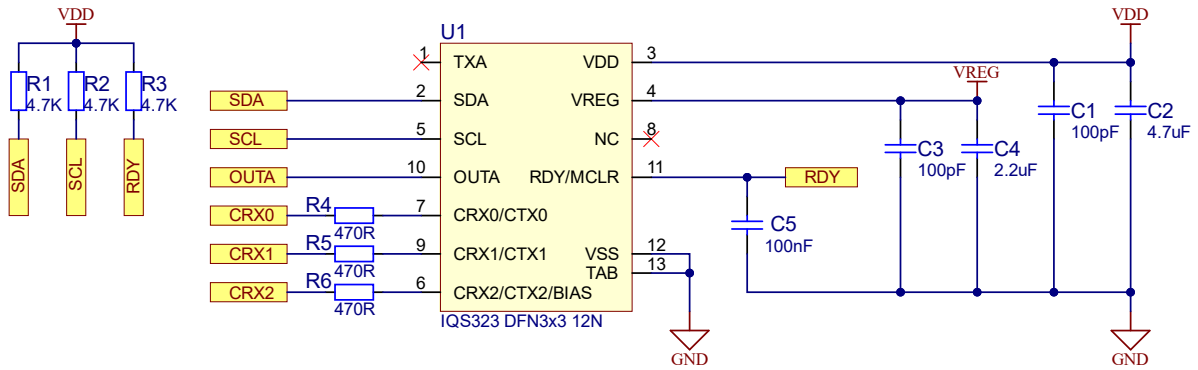 VDD
R1
4.7K
R2
4.7K
R3
4.7K
SDA
SCL
RDY
SDA
SCL
OUTA
CRX0
CRX1
CRX2
R4
470R
R5
470R
R6
470R
U1
1 TXA
2 SDA
5 SCL
10 OUTA
7 CRX0/CTX0
9 CRX1/CTX1
6 CRX2/CTX2/BIAS
VDD 3
VREG 4
NC 8
RDY/MCLR 11
VSS 12
TAB 13
IQS323 DFN3x3 12N
GND
RDY
C5
100nF
VREG
C3
100pF
C4
2.2uF
VDD
C1
100pF
C2
4.7uF
GND